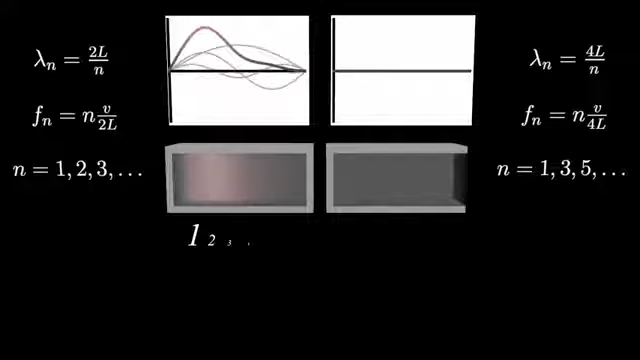 λₙ = 2L/n
fₙ = n v/2L
n = 1, 2, 3, …
λₙ = 4L/n
fₙ = n v/4L
n = 1, 3, 5, …
1 2 3